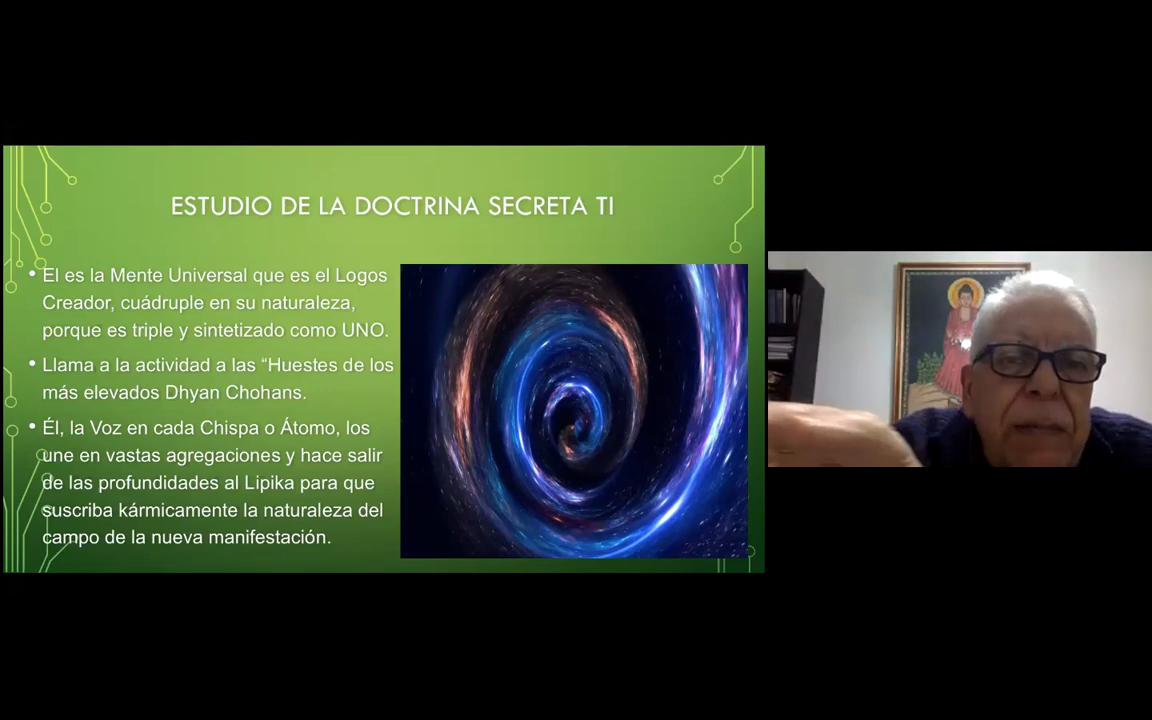 ESTUDIO DE LA DOCTRINA SECRETA TI
• El es la Mente Universal que es el Logos
Creador, cuádruple en su naturaleza,
porque es triple y sintetizado como UNO.
• Llama a la actividad a las “Huestes de los
más elevados Dhyan Chohans.
• Él, la Voz en cada Chispa o Átomo, los
une en vastas agregaciones y hace salir
de las profundidades al Lipika para que
suscriba kármicamente la naturaleza del
campo de la nueva manifestación.